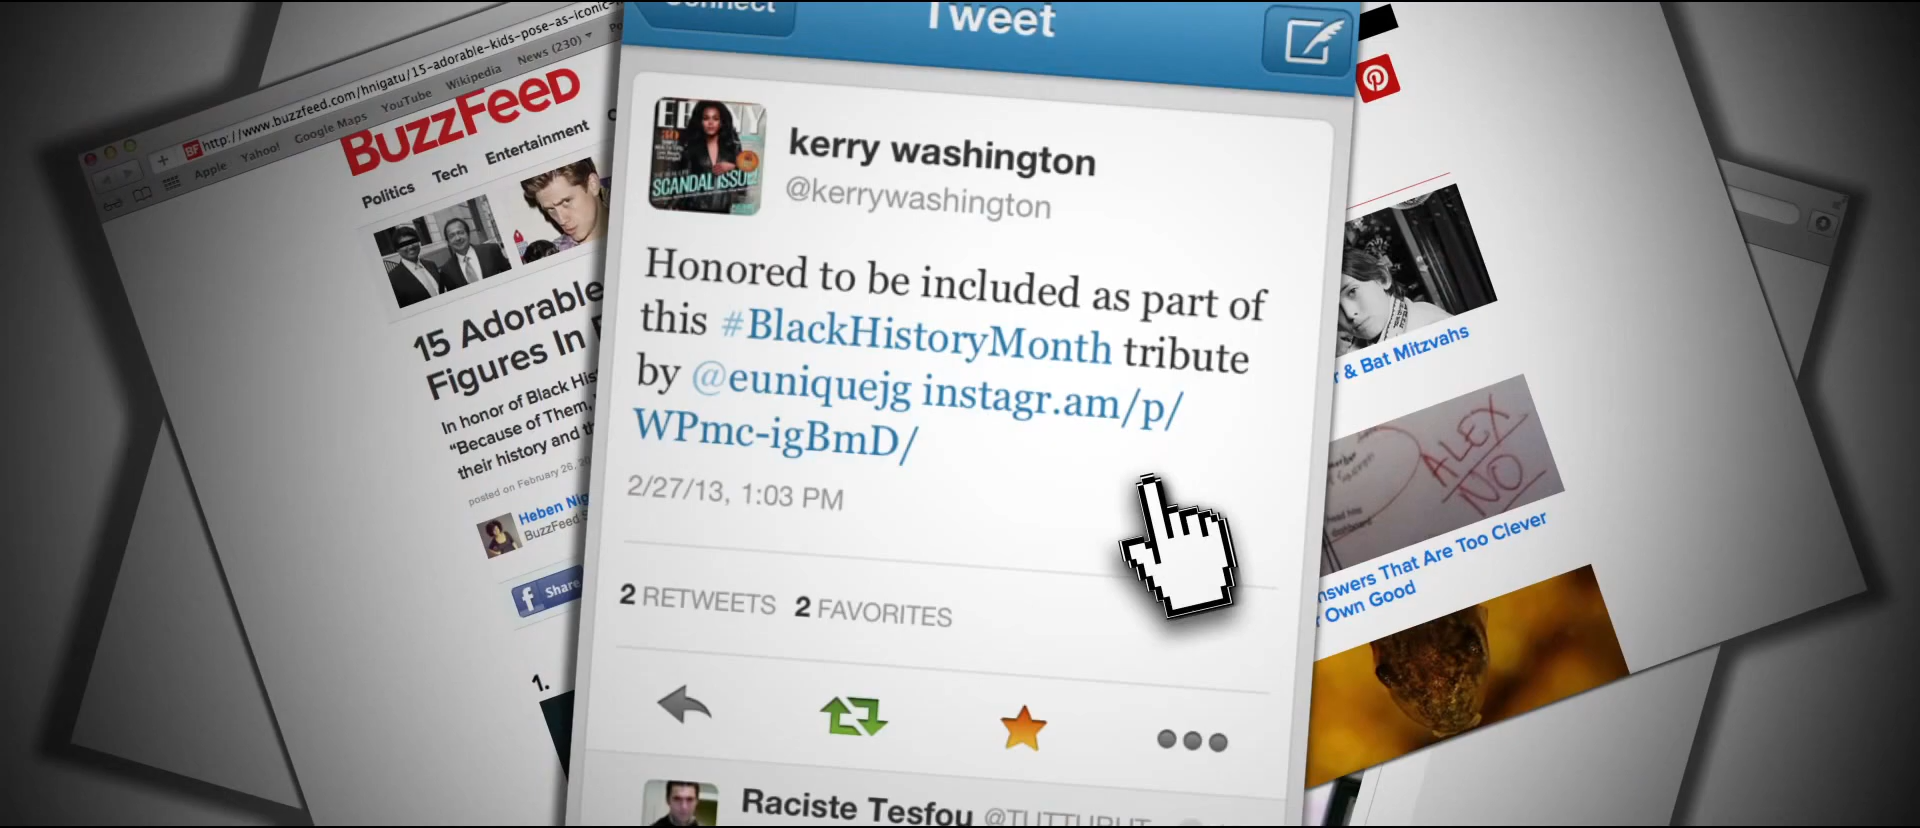 http://www.buzzfeed.com/hnigatu/15-adorable-kids-pose-as-iconic-
Apple Yahoo! Google Maps YouTube Wikipedia News (230)
BuzzFeed
Politics Tech Entertainment
15 Adorable
Figures In
In honor of Black
"Because of Them,
their history and
posted on February 26,
Heben
BuzzFeed
Share
1.
Connect
Tweet
EBONY
SCANDAL ISSUE
kerry washington
@kerrywashington
Honored to be included as part of
this #BlackHistoryMonth tribute
by @euniquejg instagr.am/p/
WPmc-igBmD/
2/27/13, 1:03 PM
2 RETWEETS 2 FAVORITES
Raciste Tesfou
& Bat Mitzvahs
ALEX
NO
That Are Too Clever
Own Good